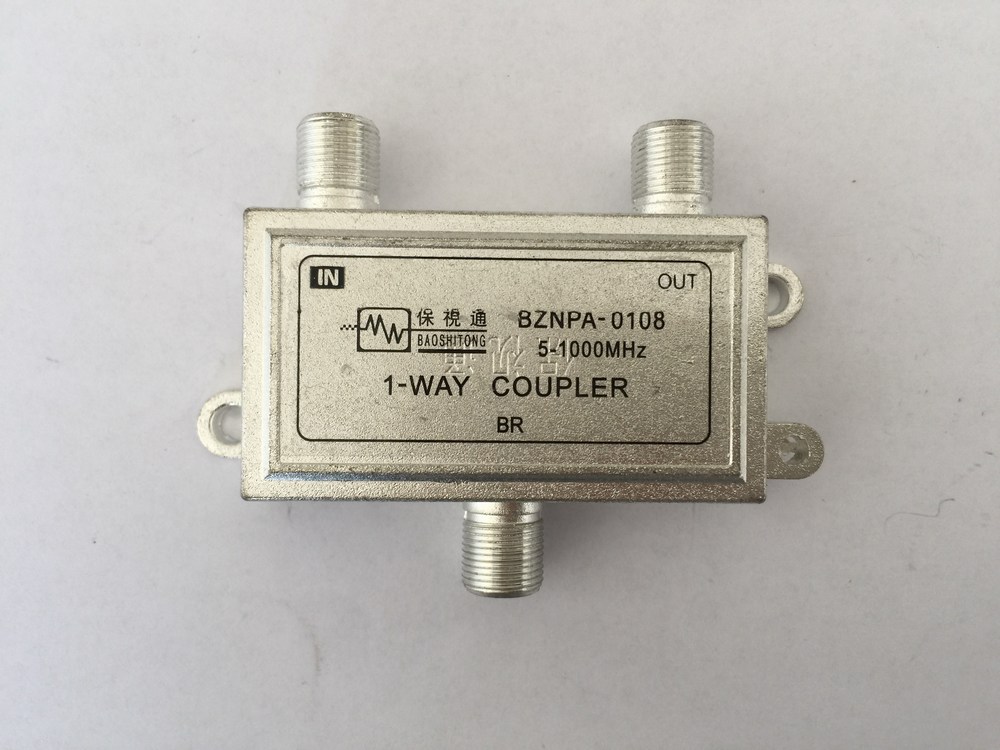 IN
OUT
保視通
BAOSHITONG
BZNPA-0108
5-1000MHz
1-WAY COUPLER
BR